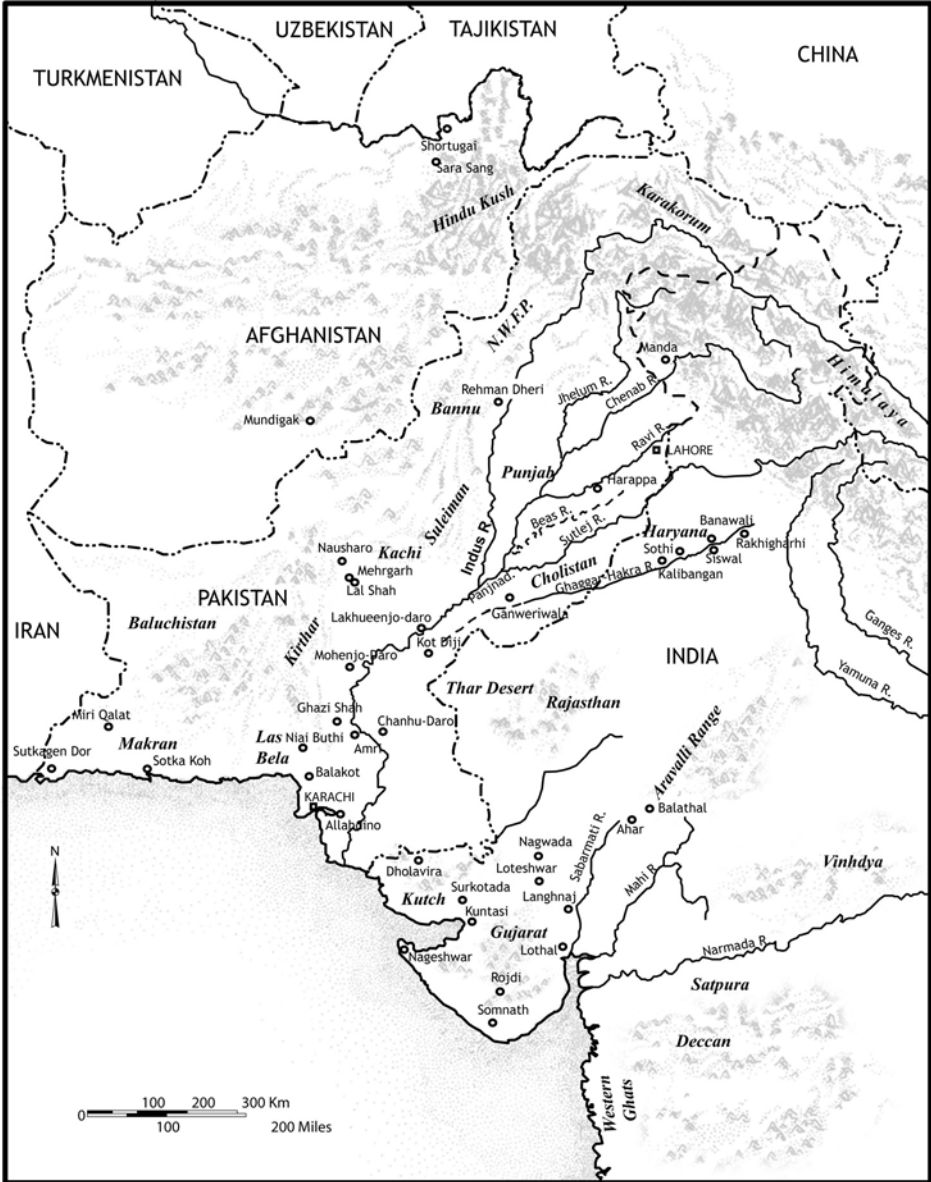 UZBEKISTAN
TAJIKISTAN
CHINA
TURKMENISTAN
Shortugai
Sara Sang
Hindu Kush
Karakorum
N.W.F.P.
AFGHANISTAN
Manda
Himalaya
Rehman Dheri
Jhelum R.
Chenab R.
Bannu
Mundigak
Ravi R.
LAHORE
Punjab
Harappa
Suleiman
Indus R.
Beas R.
Sutlej R.
Haryana
Banawali
Rakhigharhi
Nausharo
Kachi
Sothi
Siswal
Mehrgarh
Lal Shah
Panjnad.
Cholistan
Ghaggar-Hakra R.
Kalibangan
PAKISTAN
Ganweriwala
IRAN
Baluchistan
Lakhueenjo-daro
Kirthar
Kot Diji
Ganges R.
Mohenjo-Daro
INDIA
Yamuna R.
Thar Desert
Rajasthan
Miri Qalat
Ghazi Shah
Chanhu-Daro
Makran
Las
Bela
Niai Buthi
Amri
Aravalli Range
Sutkagen Dor
Sotka Koh
Balakot
KARACHI
Allahdino
Balathal
Ahar
Sabarmati R.
N
Nagwada
Dholavira
Loteshwar
Mahi R.
Vinhdya
Kutch
Surkotada
Langhnaj
Kuntasi
Gujarat
Nageshwar
Lothal
Narmada R.
Rojdi
Satpura
Somnath
Deccan
Western
Ghats
100 200 300 Km
0
100 200 Miles